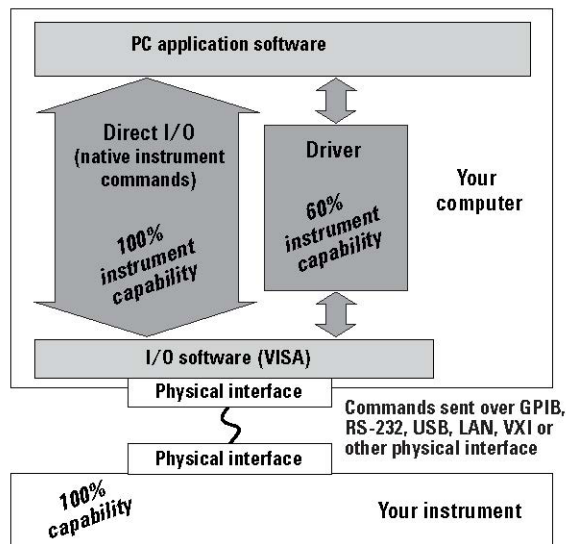 PC application software
Direct I/O
(native instrument
commands)
100%
instrument
capability
Driver
60%
instrument
capability
Your
computer
I/O software (VISA)
Physical interface
Commands sent over GPIB,
RS-232, USB, LAN, VXI or
other physical interface
Physical interface
100%
capability
Your instrument